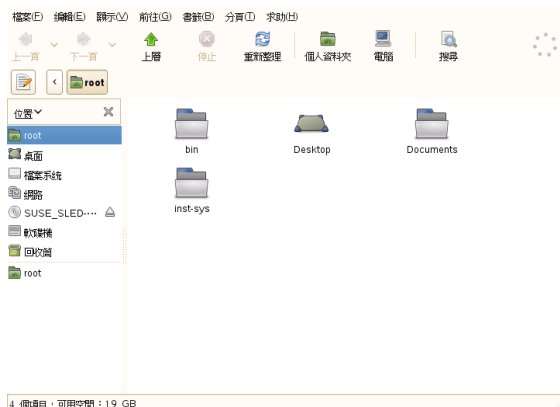 檔案(F) 編輯(E) 顯示(V) 前往(G) 書籤(B) 分頁(T) 求助(H)
上一頁 下一頁 上層 停止 重新整理 個人資料夾 電腦 搜尋
root
位置
root
桌面
檔案系統
網路
SUSE_SLED-...
軟碟機
回收筒
root
bin Desktop Documents
inst-sys
4 個項目，可用空間：19 GB